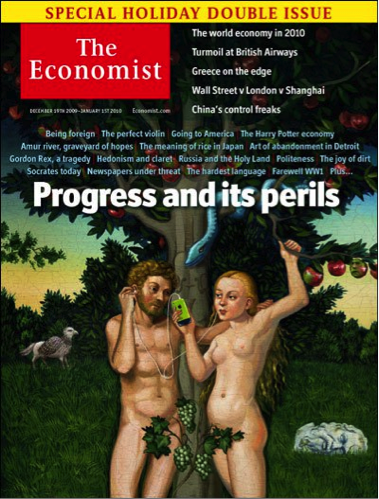 SPECIAL HOLIDAY DOUBLE ISSUE
The
Economist
DECEMBER 19TH 2009–JANUARY 1ST 2010
Economist.com
The world economy in 2010
Turmoil at British Airways
Greece on the edge
Wall Street v London v Shanghai
China's control freaks
Being foreign The perfect violin Going to America The Harry Potter economy
Amur river, graveyard of hopes The meaning of rice in Japan Art of abandonment in Detroit
Gordon Rex, a tragedy Hedonism and claret Russia and the Holy Land Politeness The joy of dirt
Socrates today Newspapers under threat The hardest language Farewell WW1 Plus...
Progress and its perils